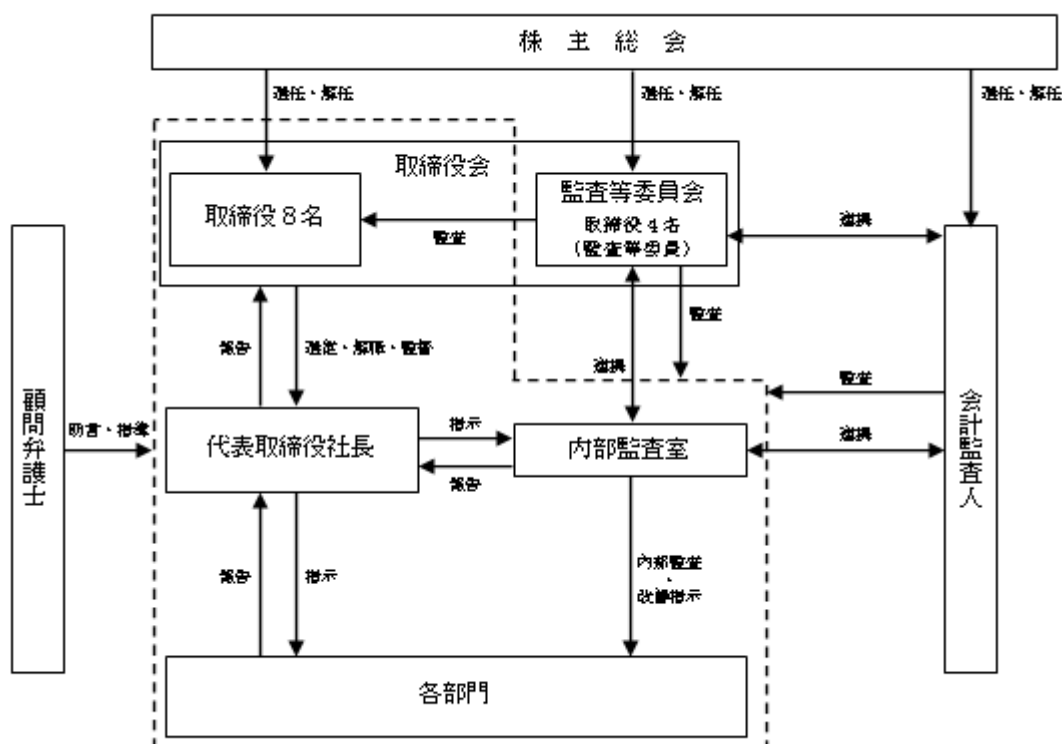 株主総会
選任、解任
選任、解任
選任、解任
取締役会
取締役8名
監査
監査等委員会
取締役4名
(監査等委員)
連携
監査
報告
選定、解職、監督
連携
監査
顧問弁護士
助言、指導
代表取締役社長
指示
報告
内部監査室
連携
会計監査人
報告
指示
内部監査
、
改善指示
各部門